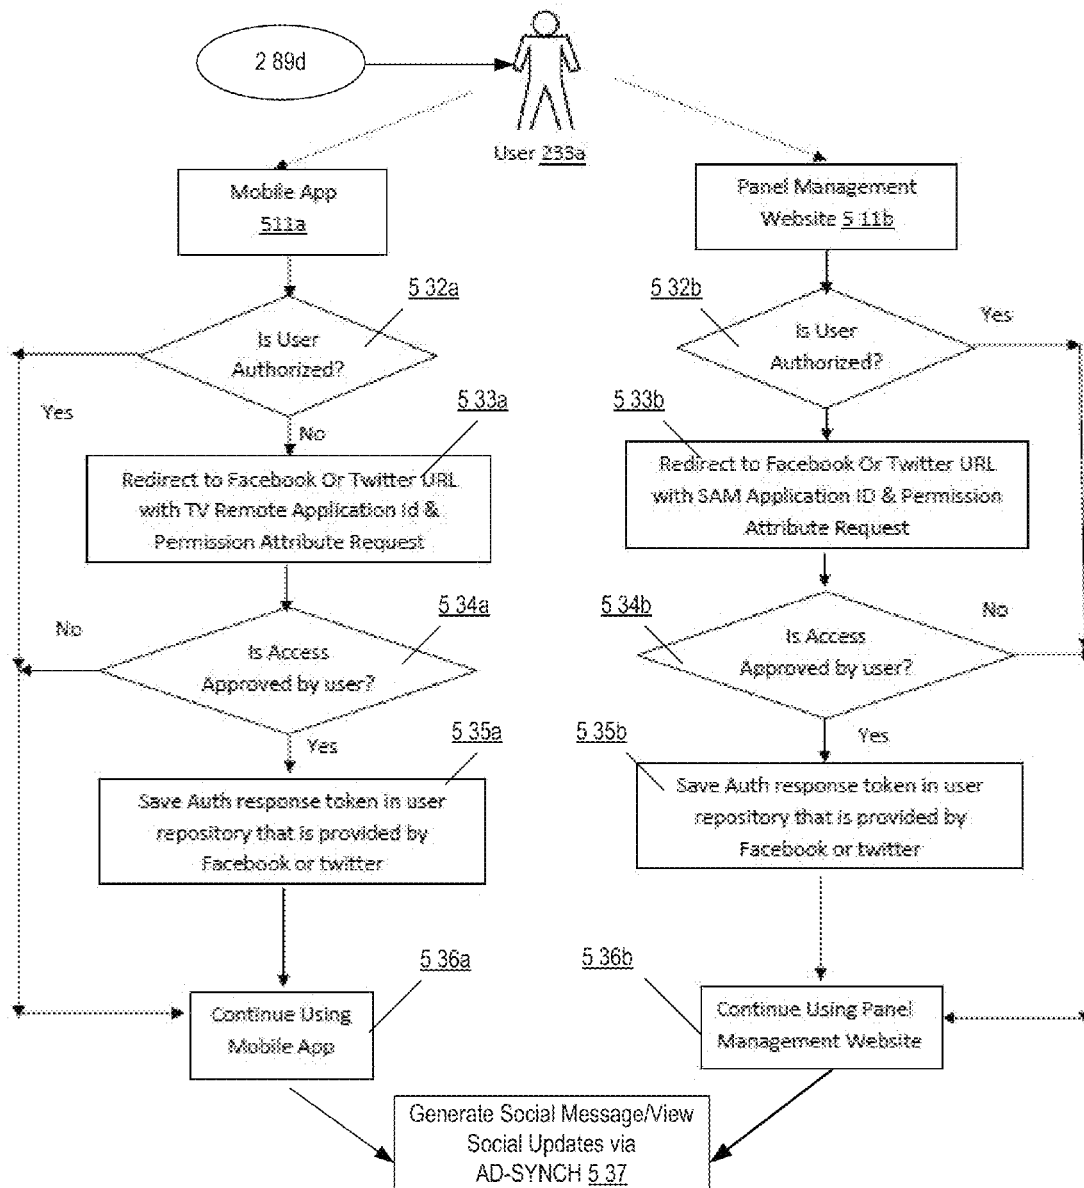 2 89d
User 233a
Mobile App
511a
Panel Management
Website 5 11b
5 32a
5 32b
Is User
Authorized?
Yes
Is User
Authorized?
Yes
5 33a
No
5 33b
Redirect to Facebook Or Twitter URL
with TV Remote Application Id &
Permission Attribute Request
Redirect to Facebook Or Twitter URL
with SAM Application ID & Permission
Attribute Request
5 34a
5 34b
No
Is Access
Approved by user?
No
Is Access
Approved by user?
5 35a
Yes
5 35b
Yes
Save Auth response token in user
repository that is provided by
Facebook or twitter
Save Auth response token in user
repository that is provided by
Facebook or twitter
5 36a
5 36b
Continue Using
Mobile App
Continue Using Panel
Management Website
Generate Social Message/View
Social Updates via
AD-SYNCH 5 37